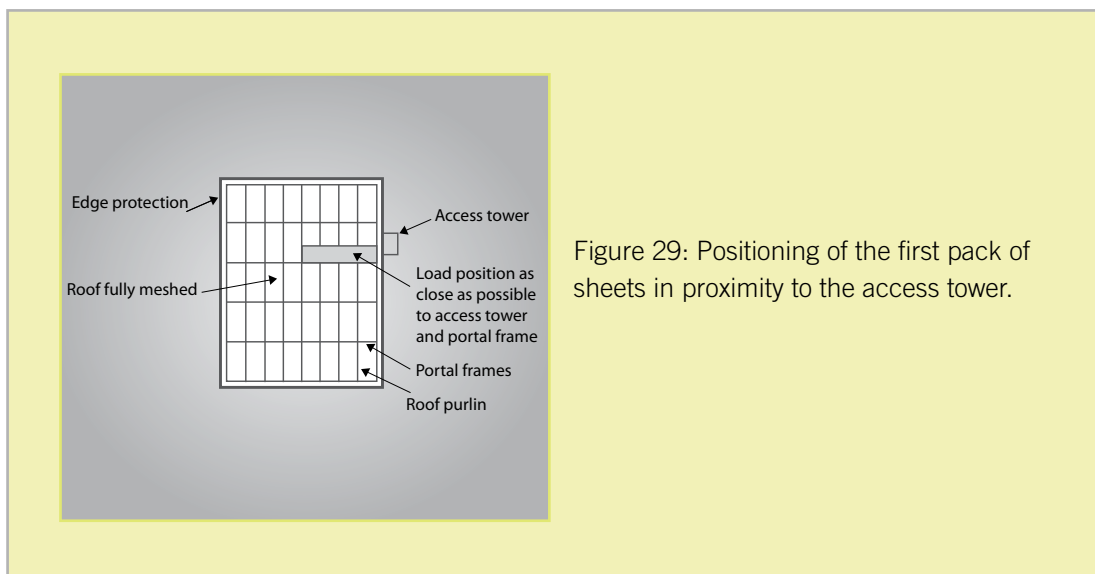 Edge protection
Roof fully meshed
Access tower
Load position as
close as possible
to access tower
and portal frame
Portal frames
Roof purlin
Figure 29: Positioning of the first pack of
sheets in proximity to the access tower.